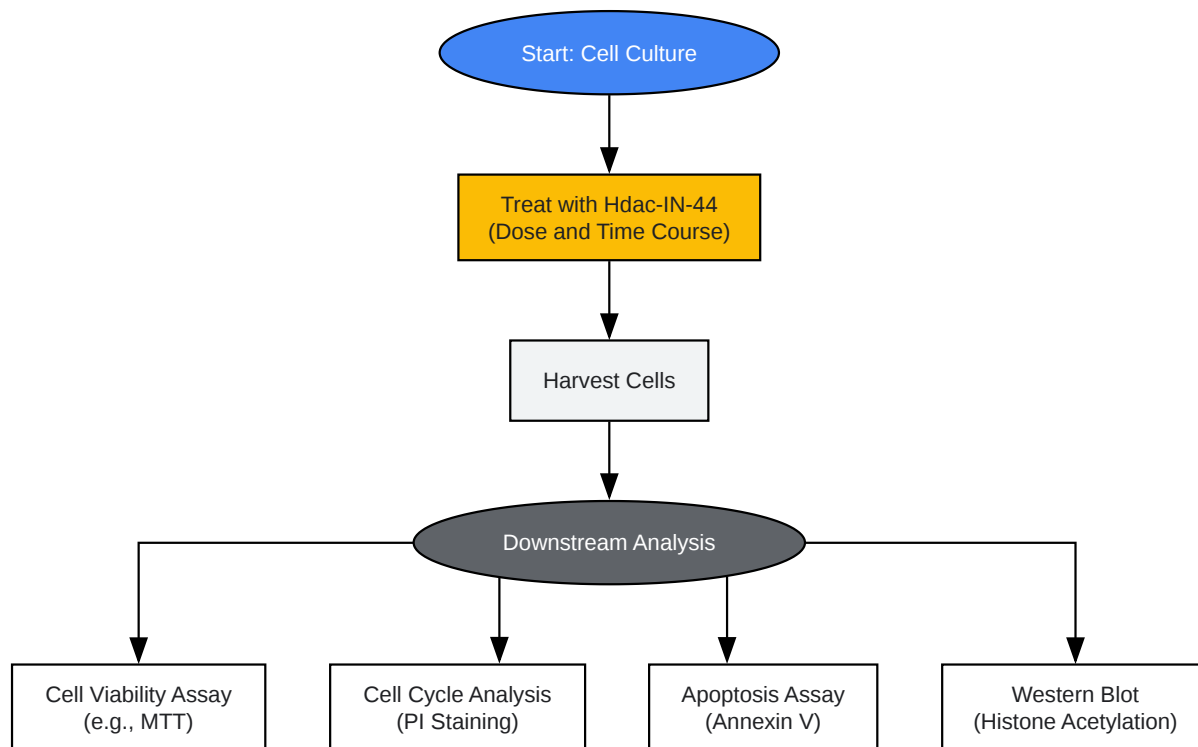 Start: Cell Culture
Treat with Hdac-IN-44
(Dose and Time Course)
Harvest Cells
Downstream Analysis
Cell Viability Assay
(e.g., MTT)
Cell Cycle Analysis
(PI Staining)
Apoptosis Assay
(Annexin V)
Western Blot
(Histone Acetylation)